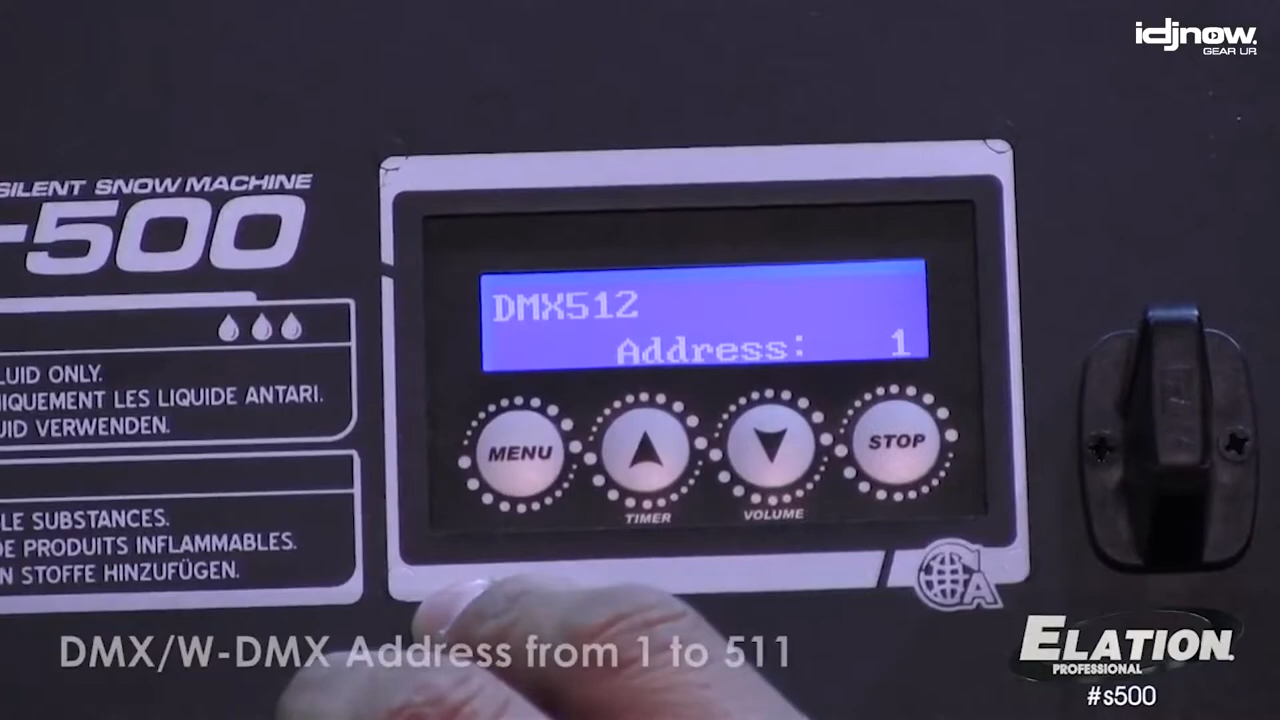 idjnow.
GEAR UP.
SILENT SNOW MACHINE
-500
LUID ONLY.
IQUEMENT LES LIQUIDE ANTARI.
UID VERWENDEN.
LE SUBSTANCES.
DE PRODUITS INFLAMMABLES.
N STOFFE HINZUFÜGEN.
DMX512
Address: 1
MENU
STOP
TIMER
VOLUME
DMX/W-DMX Address from 1 to 511
ELATION.
PROFESSIONAL
#s500